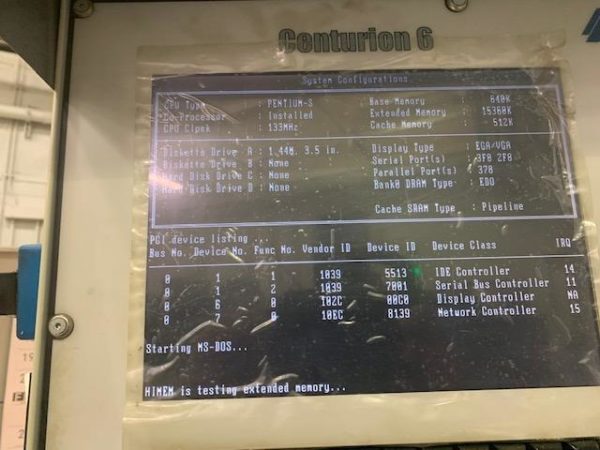 Centurion 6
System Configurations
CPU Type : PENTIUM-S Base Memory : 640K
Co-Processor : Installed Extended Memory : 15360K
CPU Clock : 133MHz Cache Memory : 512K
Diskette Drive A : 1.44M, 3.5 in. Display Type : EGA/VGA
Diskette Drive B : None Serial Port(s) : 3F8 2F8
Hard Disk Drive C : None Parallel Port(s) : 378
Hard Disk Drive D : None Bank0 DRAM Type : EDO
Cache SRAM Type : Pipeline
PCI device listing ...
Bus No. Device No. Func No. Vendor ID Device ID Device Class IRQ
0 1 1 1039 5513 IDE Controller 14
0 1 2 1039 7001 Serial Bus Controller 11
0 6 0 102C 00C0 Display Controller NA
0 7 0 10EC 8139 Network Controller 15
Starting MS-DOS...
HIMEM is testing extended memory...
19